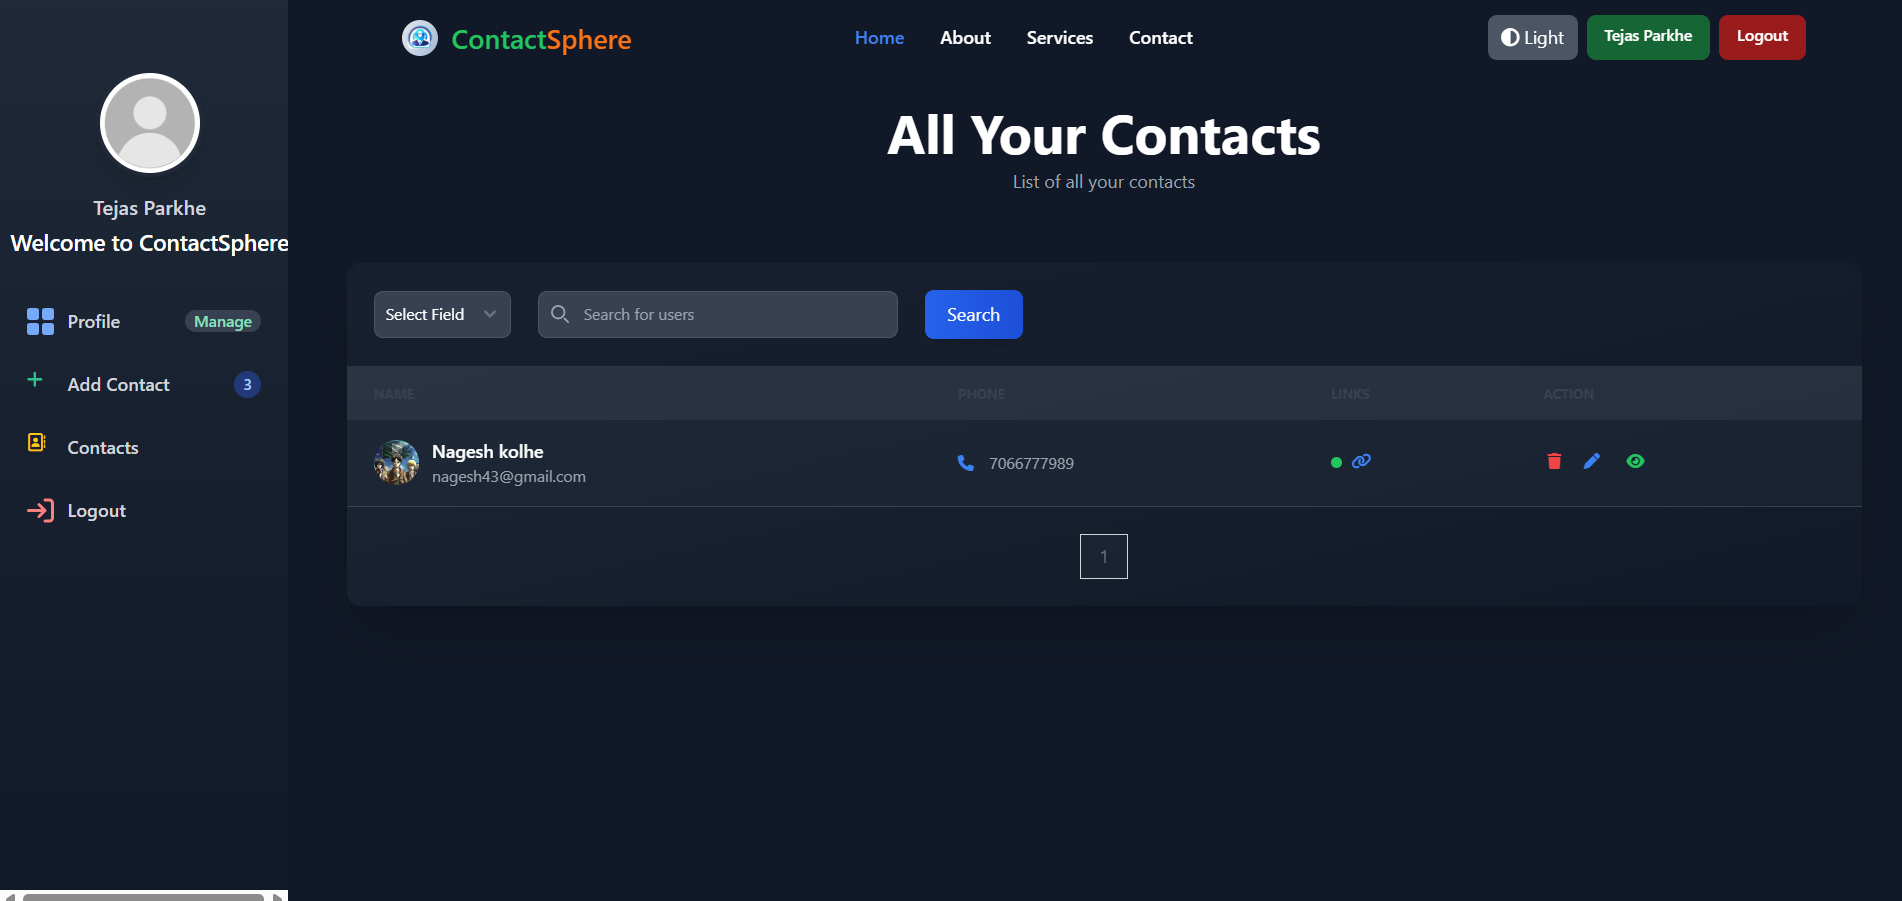 ContactSphere
Home About Services Contact
Light Tejas Parkhe Logout
Tejas Parkhe
Welcome to ContactSphere
Profile Manage
Add Contact 3
Contacts
Logout
All Your Contacts
List of all your contacts
Select Field Search for users Search
NAME PHONE LINKS ACTION
Nagesh kolhe
nagesh43@gmail.com
7066777989
1